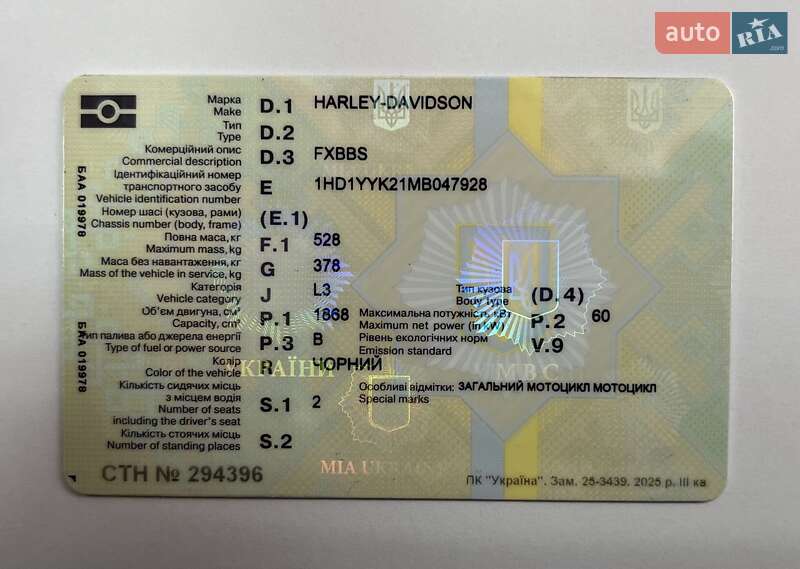 auto RIA.com
Марка D.1 HARLEY-DAVIDSON
Make
Тип D.2
Type
Комерційний опис D.3 FXBBS
Commercial description
Ідентифікаційний номер
транспортного засобу E 1HD1YYK21MB047928
Vehicle identification number
Номер шасі (кузова, рами) (E.1)
Chassis number (body, frame)
Повна маса, кг F.1 528
Maximum mass, kg
Маса без навантаження, кг G 378
Mass of the vehicle in service, kg
Категорія J L3 Тип кузова (D.4)
Vehicle category Body Type
Об'єм двигуна, см³ P.1 1868 Максимальна потужність, кВт P.2 60
Capacity, cm³ Maximum net power (in kW)
Тип палива або джерела енергії P.3 B Рівень екологічних норм V.9
Type of fuel or power source Emission standard
Колір R ЧОРНИЙ
Color of the vehicle
УКРАЇНИ МВС
Кількість сидячих місць Особливі відмітки: ЗАГАЛЬНИЙ МОТОЦИКЛ МОТОЦИКЛ
з місцем водія S.1 2 Special marks
Number of seats
including the driver's seat
Кількість стоячих місць S.2
Number of standing places
MIA UKRAINE
СТН № 294396
ПК "Україна". Зам. 25-3439. 2025 р. III кв
БАА 019978
БАА 019978